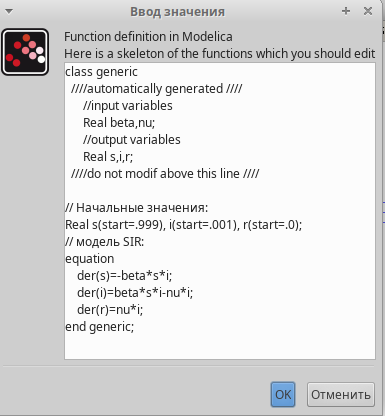 Ввод значения
Function definition in Modelica
Here is a skeleton of the functions which you should edit
class generic
////automatically generated ////
//input variables
Real beta,nu;
//output variables
Real s,i,r;
////do not modif above this line ////
// Начальные значения:
Real s(start=.999), i(start=.001), r(start=.0);
// модель SIR:
equation
der(s)=-beta*s*i;
der(i)=beta*s*i-nu*i;
der(r)=nu*i;
end generic;
OK Отменить